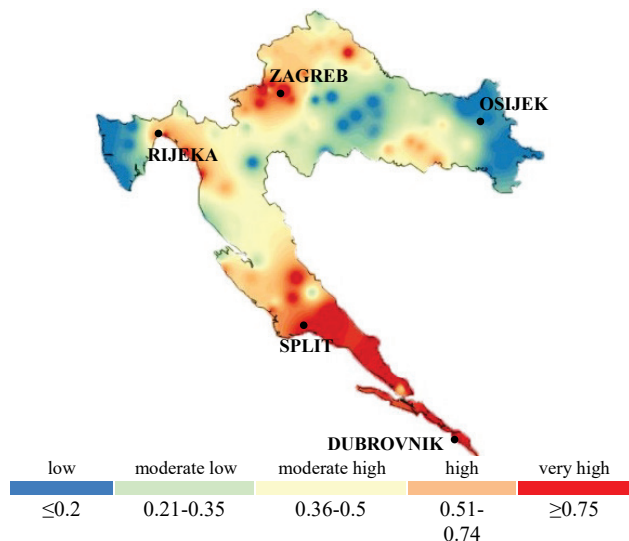 ZAGREB
OSIJEK
RIJEKA
SPLIT
DUBROVNIK
low moderate low moderate high high very high
≤0.2 0.21-0.35 0.36-0.5 0.51- ≥0.75
0.74